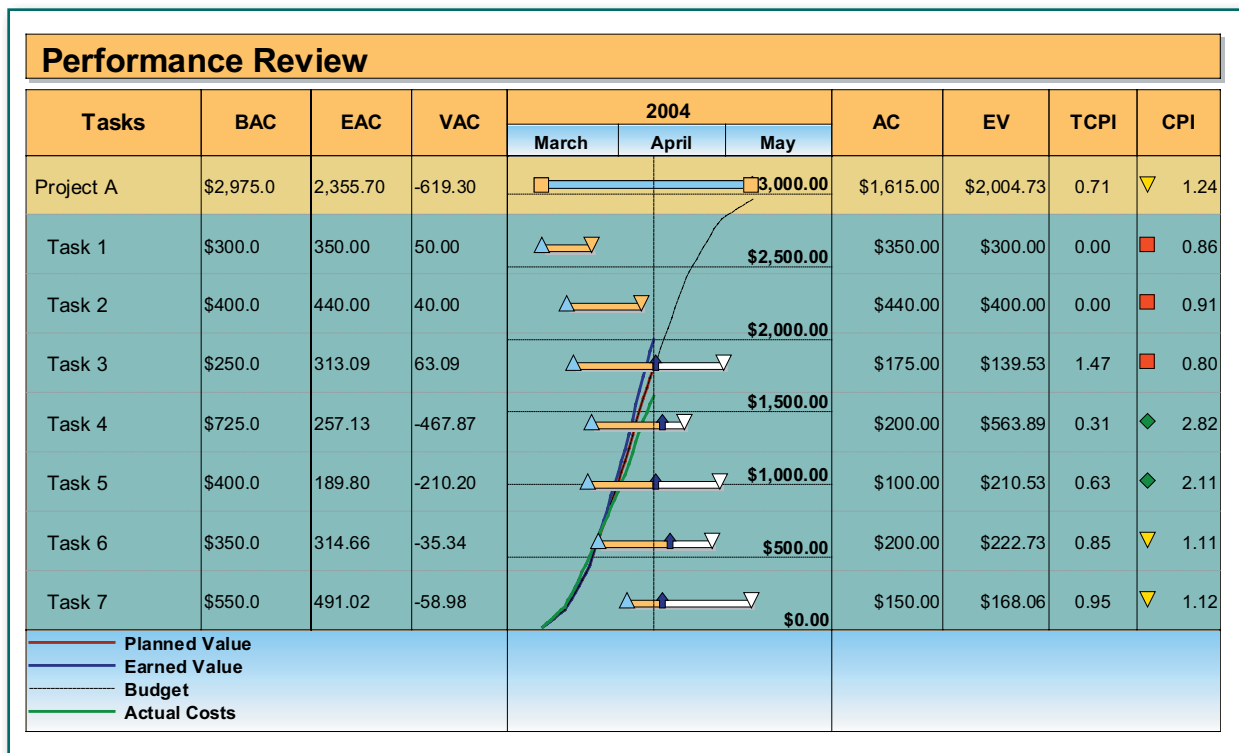 Performance Review
Tasks BAC EAC VAC 2004 AC EV TCPI CPI
March April May
Project A $2,975.0 2,355.70 -619.30 $3,000.00 $1,615.00 $2,004.73 0.71 1.24
Task 1 $300.0 350.00 50.00 $350.00 $300.00 0.00 0.86
$2,500.00
Task 2 $400.0 440.00 40.00 $440.00 $400.00 0.00 0.91
$2,000.00
Task 3 $250.0 313.09 63.09 $175.00 $139.53 1.47 0.80
$1,500.00
Task 4 $725.0 257.13 -467.87 $200.00 $563.89 0.31 2.82
Task 5 $400.0 189.80 -210.20 $1,000.00 $100.00 $210.53 0.63 2.11
Task 6 $350.0 314.66 -35.34 $200.00 $222.73 0.85 1.11
$500.00
Task 7 $550.0 491.02 -58.98 $150.00 $168.06 0.95 1.12
$0.00
Planned Value
Earned Value
Budget
Actual Costs